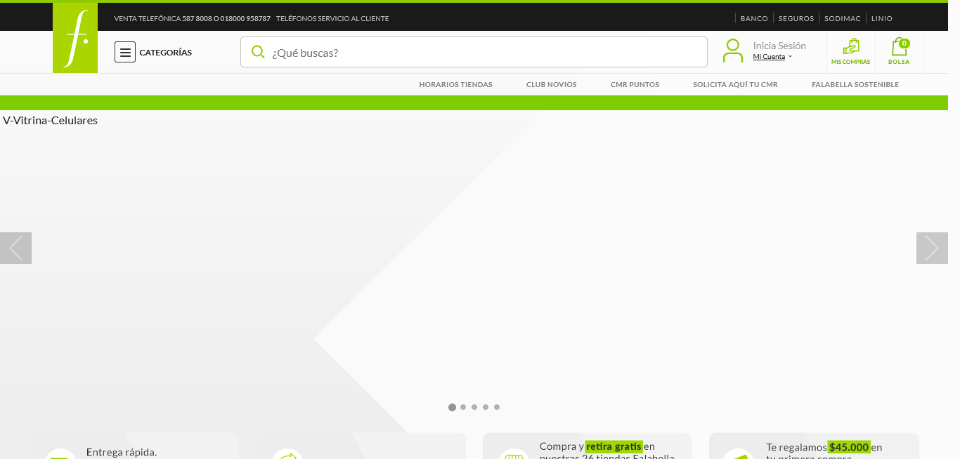 VENTA TELEFÓNICA 587 8008 O 018000 958787 TELÉFONOS SERVICIO AL CLIENTE
BANCO SEGUROS SODIMAC LINIO
f.
CATEGORÍAS
¿Qué buscas?
Inicia Sesión
Mi Cuenta
MIS COMPRAS
0
BOLSA
HORARIOS TIENDAS CLUB NOVIOS CMR PUNTOS SOLICITA AQUÍ TU CMR FALABELLA SOSTENIBLE
V-Vitrina-Celulares
Entrega rápida.
Compra y retira gratis en
nuestras 26 tiendas Falabella
Te regalamos $45.000 en
tu primera compra